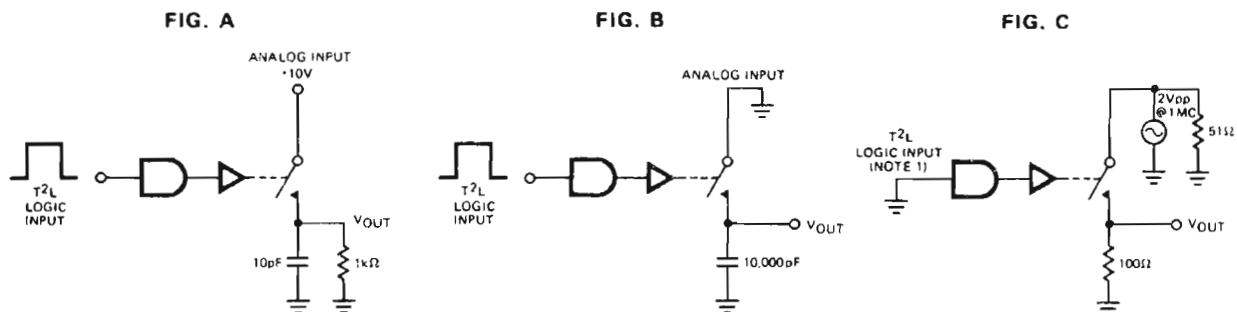 FIG. A
ANALOG INPUT
+10V
T²L
LOGIC
INPUT
VOUT
10pF
1kΩ
FIG. B
ANALOG INPUT
T²L
LOGIC
INPUT
VOUT
10,000pF
FIG. C
2Vpp
@ 1MC
51Ω
T²L
LOGIC INPUT
(NOTE 1)
VOUT
100Ω